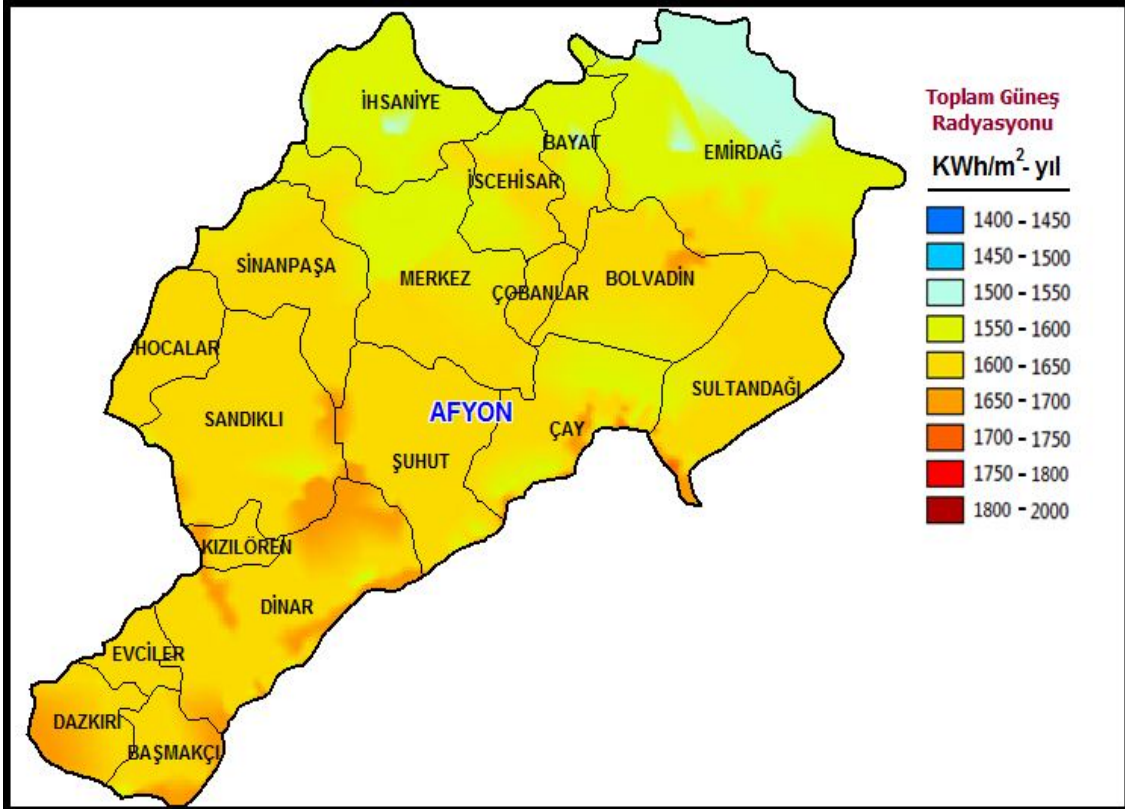 İHSANİYE
BAYAT
EMİRDAĞ
İSCEHİSAR
SİNANPAŞA
MERKEZ
ÇOBANLAR
BOLVADİN
HOCALAR
SULTANDAĞI
SANDIKLI
AFYON
ÇAY
ŞUHUT
KIZILÖREN
DİNAR
EVCİLER
DAZKIRI
BAŞMAKÇI
Toplam Güneş
Radyasyonu
KWh/m²- yıl
1400 - 1450
1450 - 1500
1500 - 1550
1550 - 1600
1600 - 1650
1650 - 1700
1700 - 1750
1750 - 1800
1800 - 2000